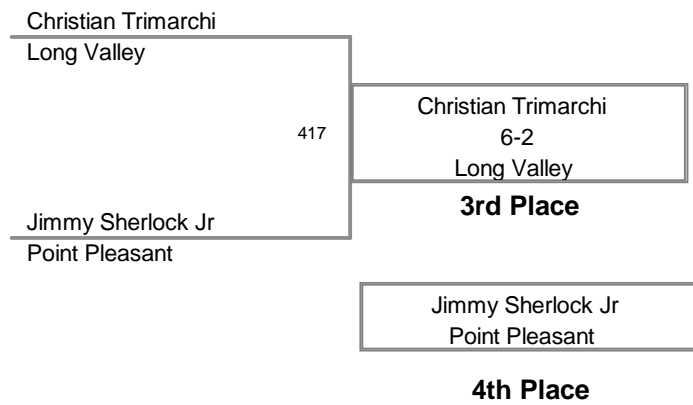 Christian Trimarchi
Long Valley
417
Christian Trimarchi
6-2
Long Valley
3rd Place
Jimmy Sherlock Jr
Point Pleasant
Jimmy Sherlock Jr
Point Pleasant
4th Place